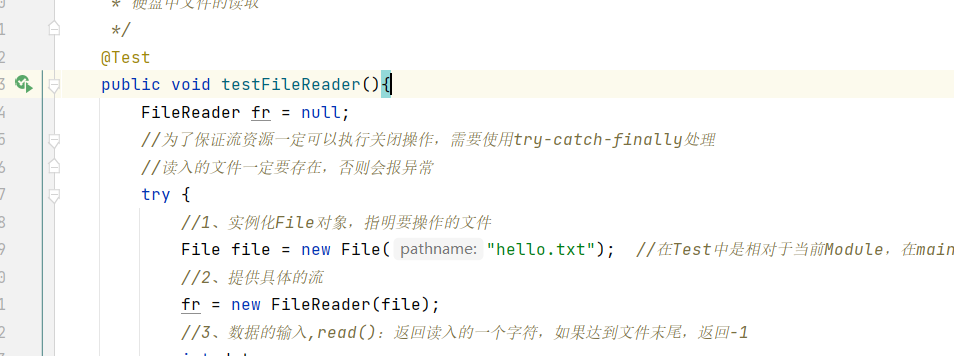 * 硬盘中文件的读取
*/
@Test
public void testFileReader(){
FileReader fr = null;
//为了保证流资源一定可以执行关闭操作，需要使用try-catch-finally处理
//读入的文件一定要存在，否则会报异常
try {
//1、实例化File对象，指明要操作的文件
File file = new File( pathname: "hello.txt");  //在Test中是相对于当前Module，在main
//2、提供具体的流
fr = new FileReader(file);
//3、数据的输入,read()：返回读入的一个字符，如果达到文件末尾，返回-1